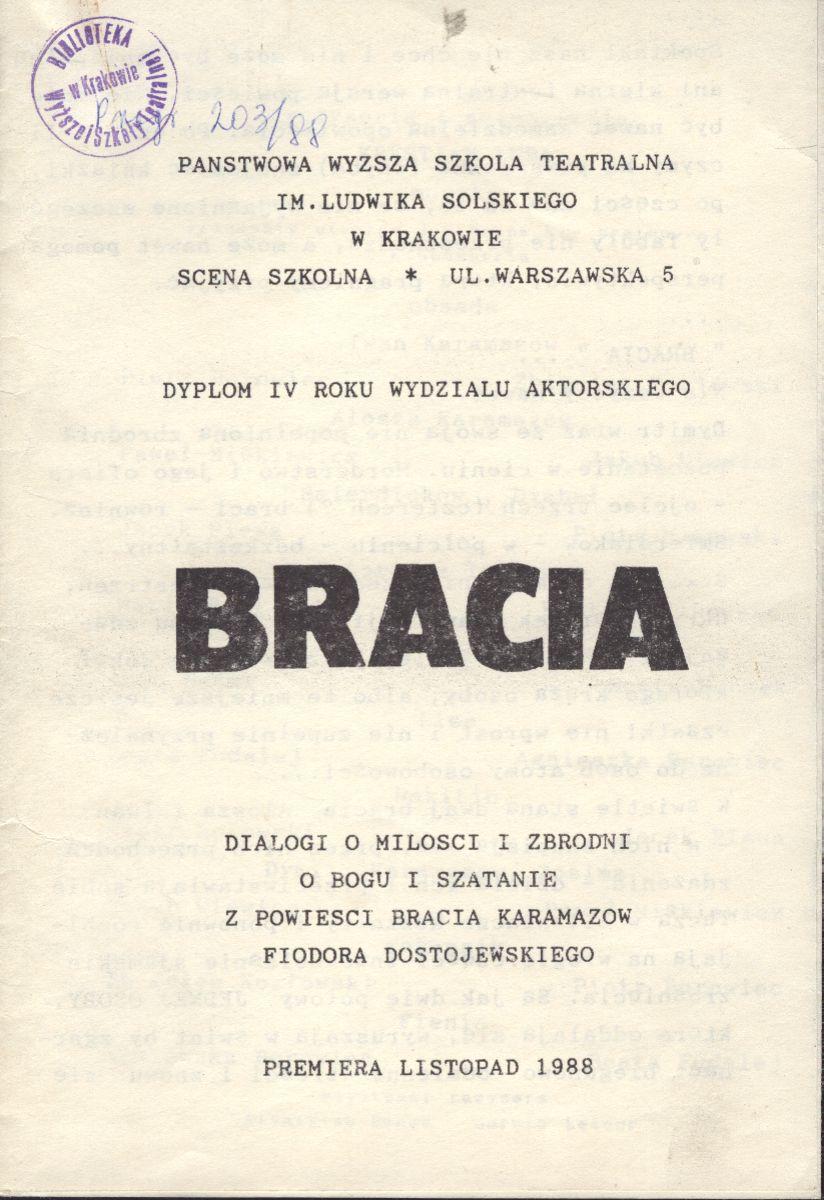 BIBLIOTEKA
w Krakowie
Wyższej Szkoły
203/88
PANSTWOWA WYZSZA SZKOLA TEATRALNA
IM.LUDWIKA SOLSKIEGO
W KRAKOWIE
SCENA SZKOLNA * UL.WARSZAWSKA 5
DYPLOM IV ROKU WYDZIALU AKTORSKIEGO
BRACIA
DIALOGI O MILOSCI I ZBRODNI
O BOGU I SZATANIE
Z POWIESCI BRACIA KARAMAZOW
FIODORA DOSTOJEWSKIEGO
PREMIERA LISTOPAD 1988